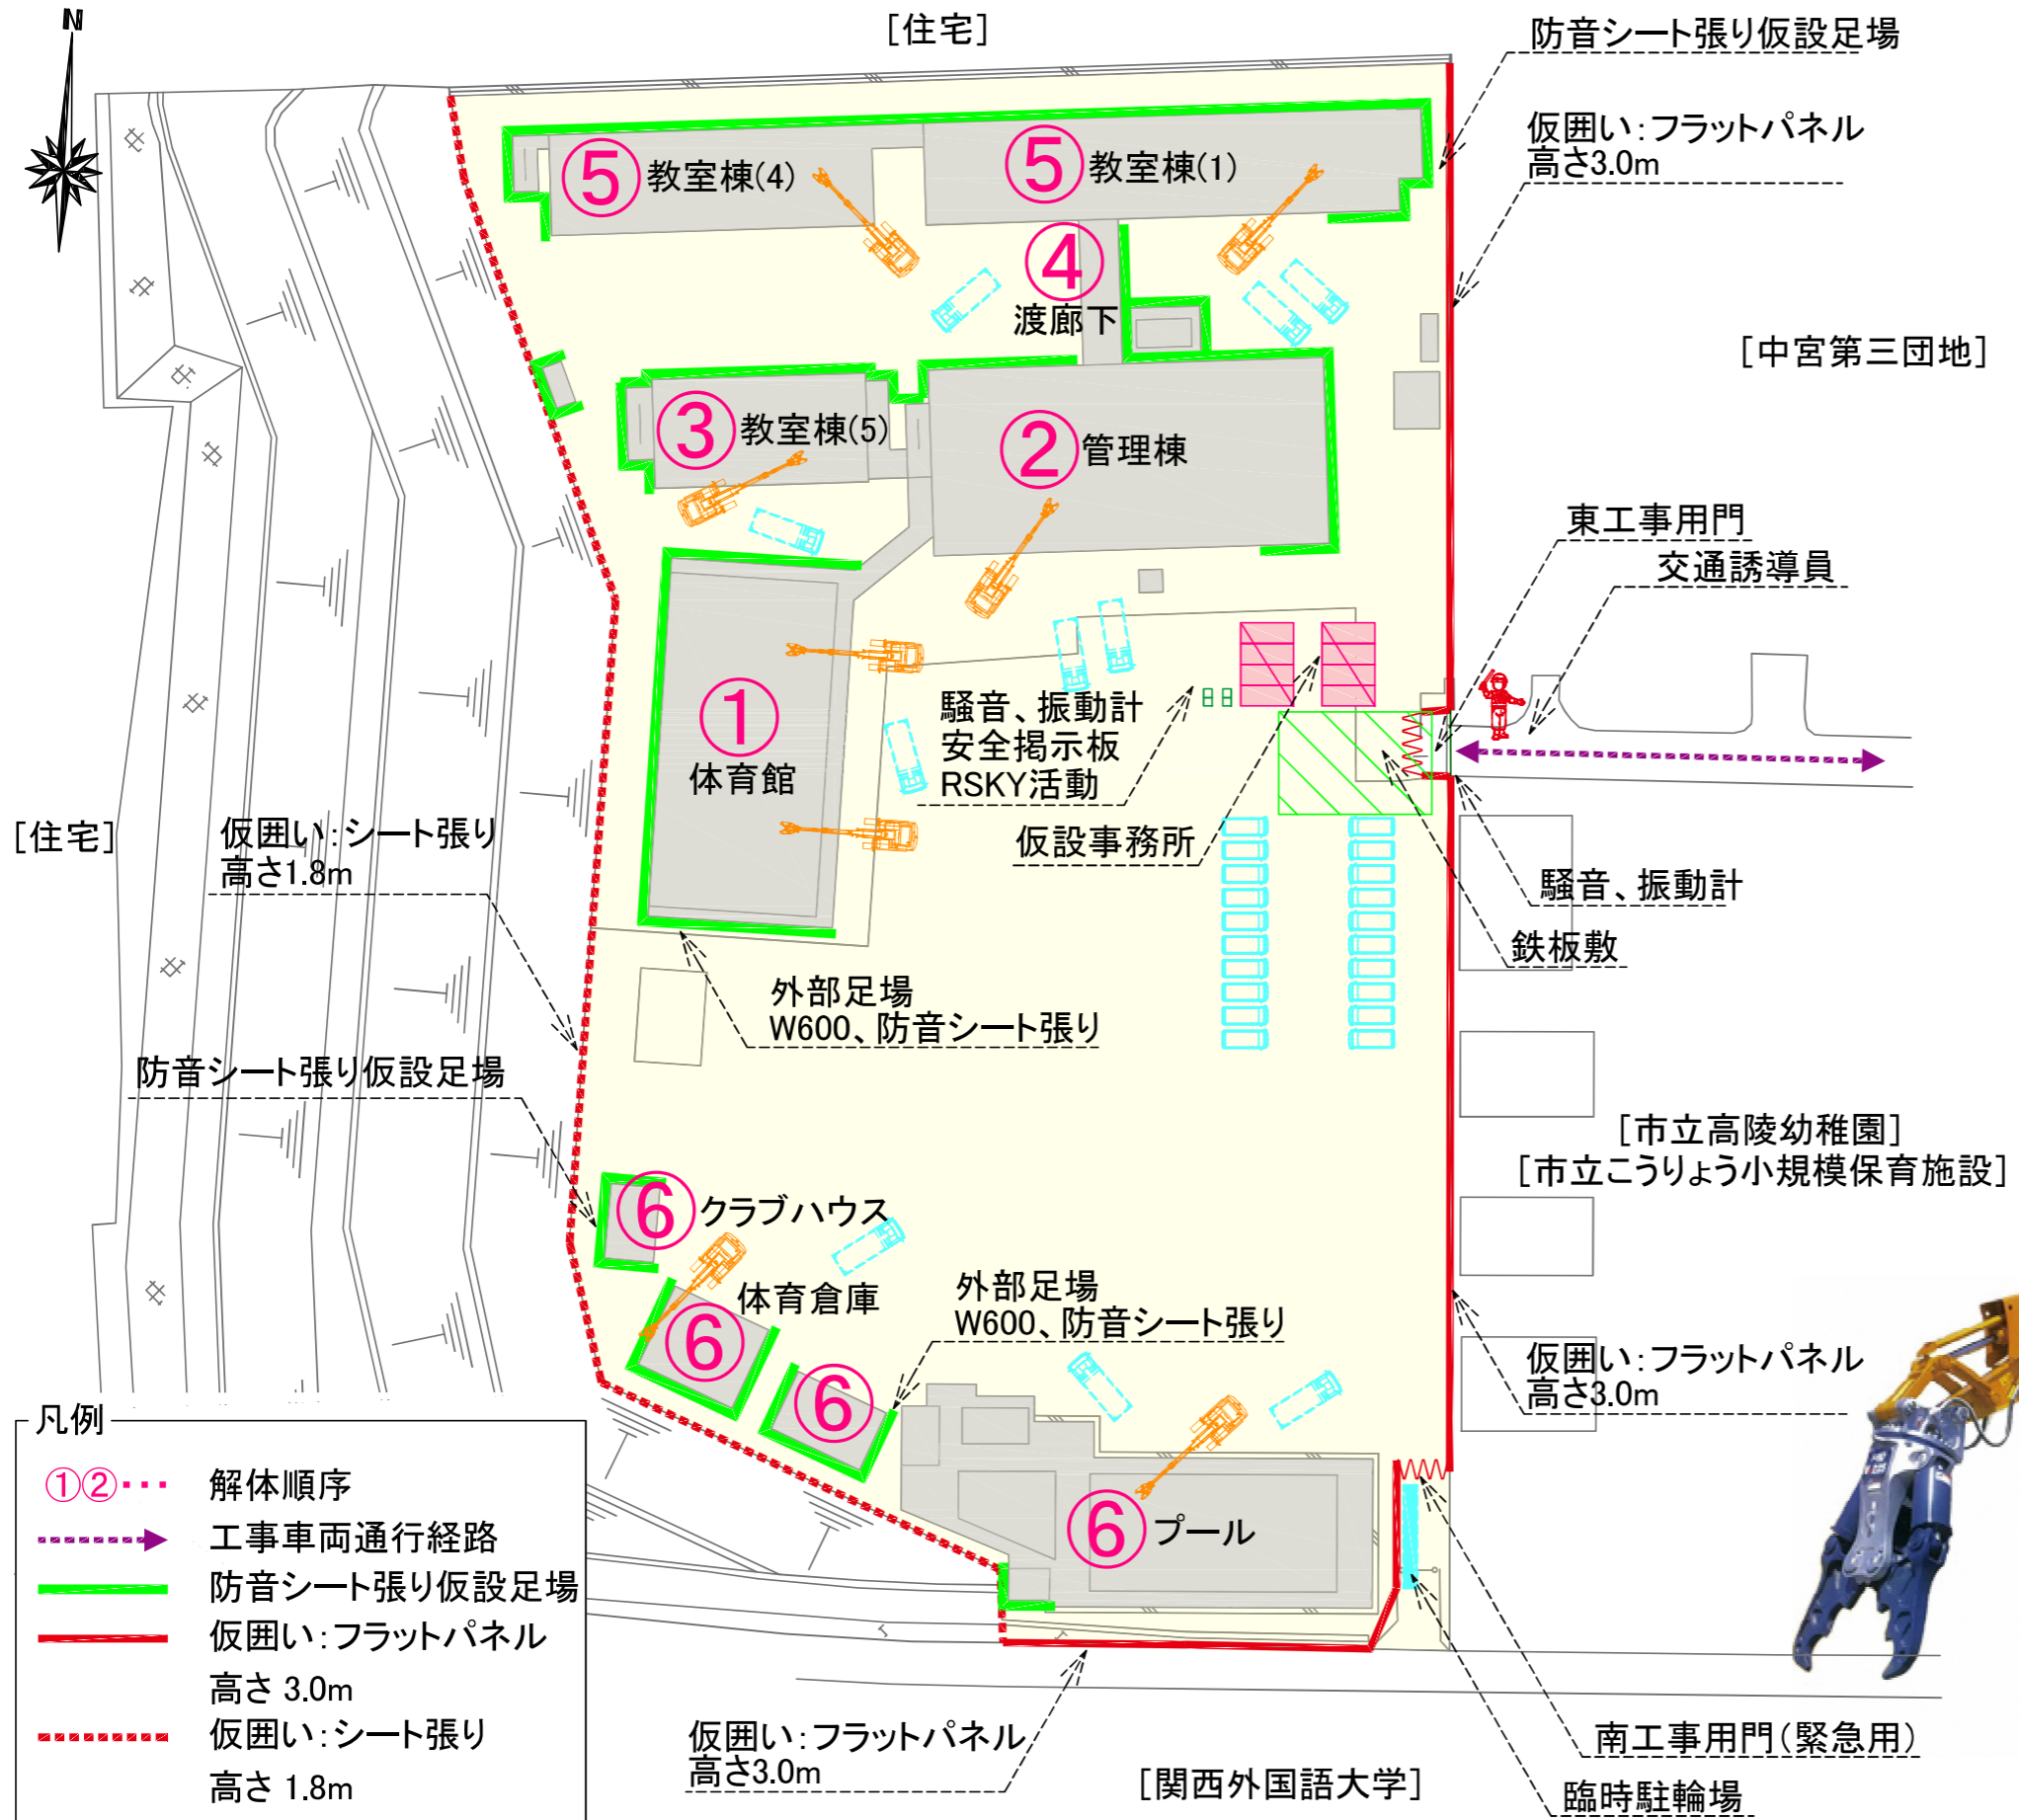 N
[住宅]
防音シート張り仮設足場
仮囲い:フラットパネル
高さ3.0m
⑤教室棟(4)
⑤教室棟(1)
④
渡廊下
[中宮第三団地]
③教室棟(5)
②管理棟
東工事用門
交通誘導員
①
体育館
騒音、振動計
安全掲示板
RSKY活動
仮設事務所
[住宅]
仮囲い:シート張り
高さ1.8m
騒音、振動計
鉄板敷
外部足場
W600、防音シート張り
防音シート張り仮設足場
[市立高陵幼稚園]
[市立こうりょう小規模保育施設]
⑥クラブハウス
体育倉庫
⑥
⑥
外部足場
W600、防音シート張り
仮囲い:フラットパネル
高さ3.0m
⑥プール
凡例
①②･･･ 解体順序
工事車両通行経路
防音シート張り仮設足場
仮囲い:フラットパネル
高さ 3.0m
仮囲い:シート張り
高さ 1.8m
仮囲い:フラットパネル
高さ3.0m
[関西外国語大学]
南工事用門(緊急用)
臨時駐輪場